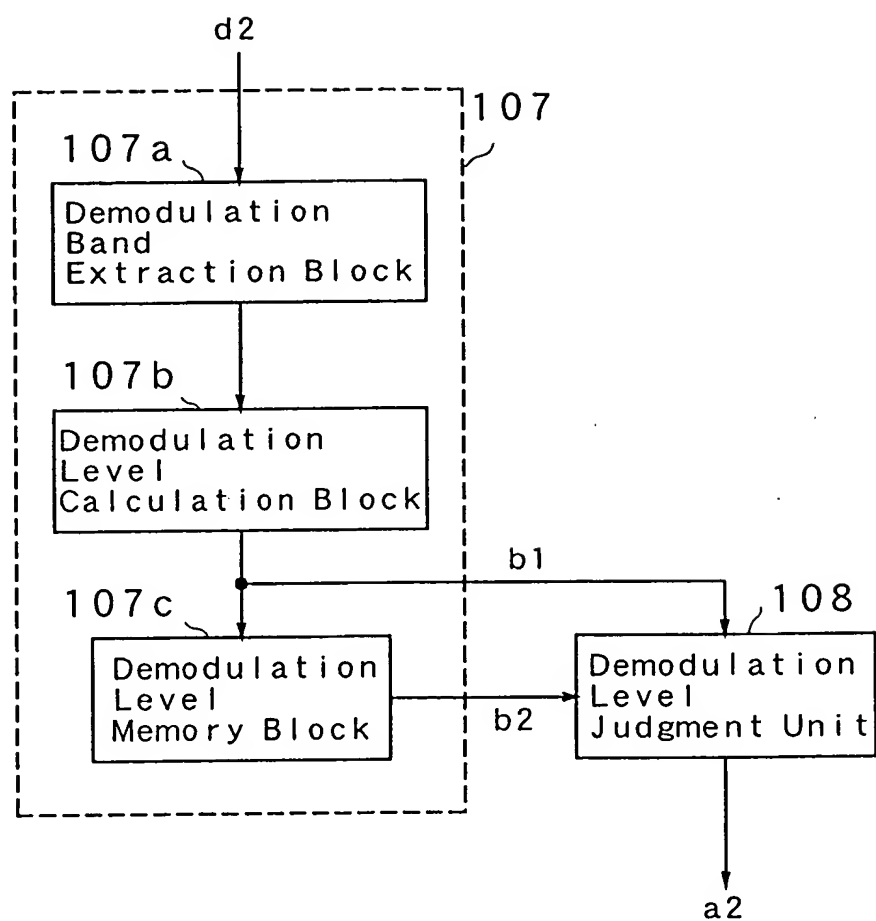 d2
107
107a
Demodulation
Band
Extraction Block
107b
Demodulation
Level
Calculation Block
b1
107c
108
Demodulation
Level
Memory Block
b2
Demodulation
Level
Judgment Unit
a2